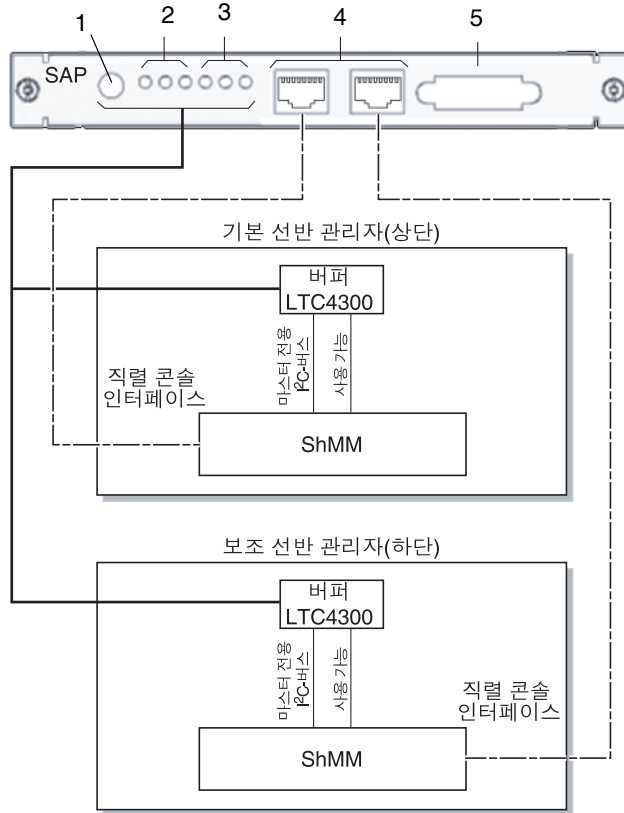 1 2 3 4 5
SAP
기본 선반 관리자(상단)
버퍼
LTC4300
마스터 전용
I²C-버스
사용 가능
직렬 콘솔
인터페이스
ShMM
보조 선반 관리자(하단)
버퍼
LTC4300
마스터 전용
I²C-버스
사용 가능
직렬 콘솔
인터페이스
ShMM